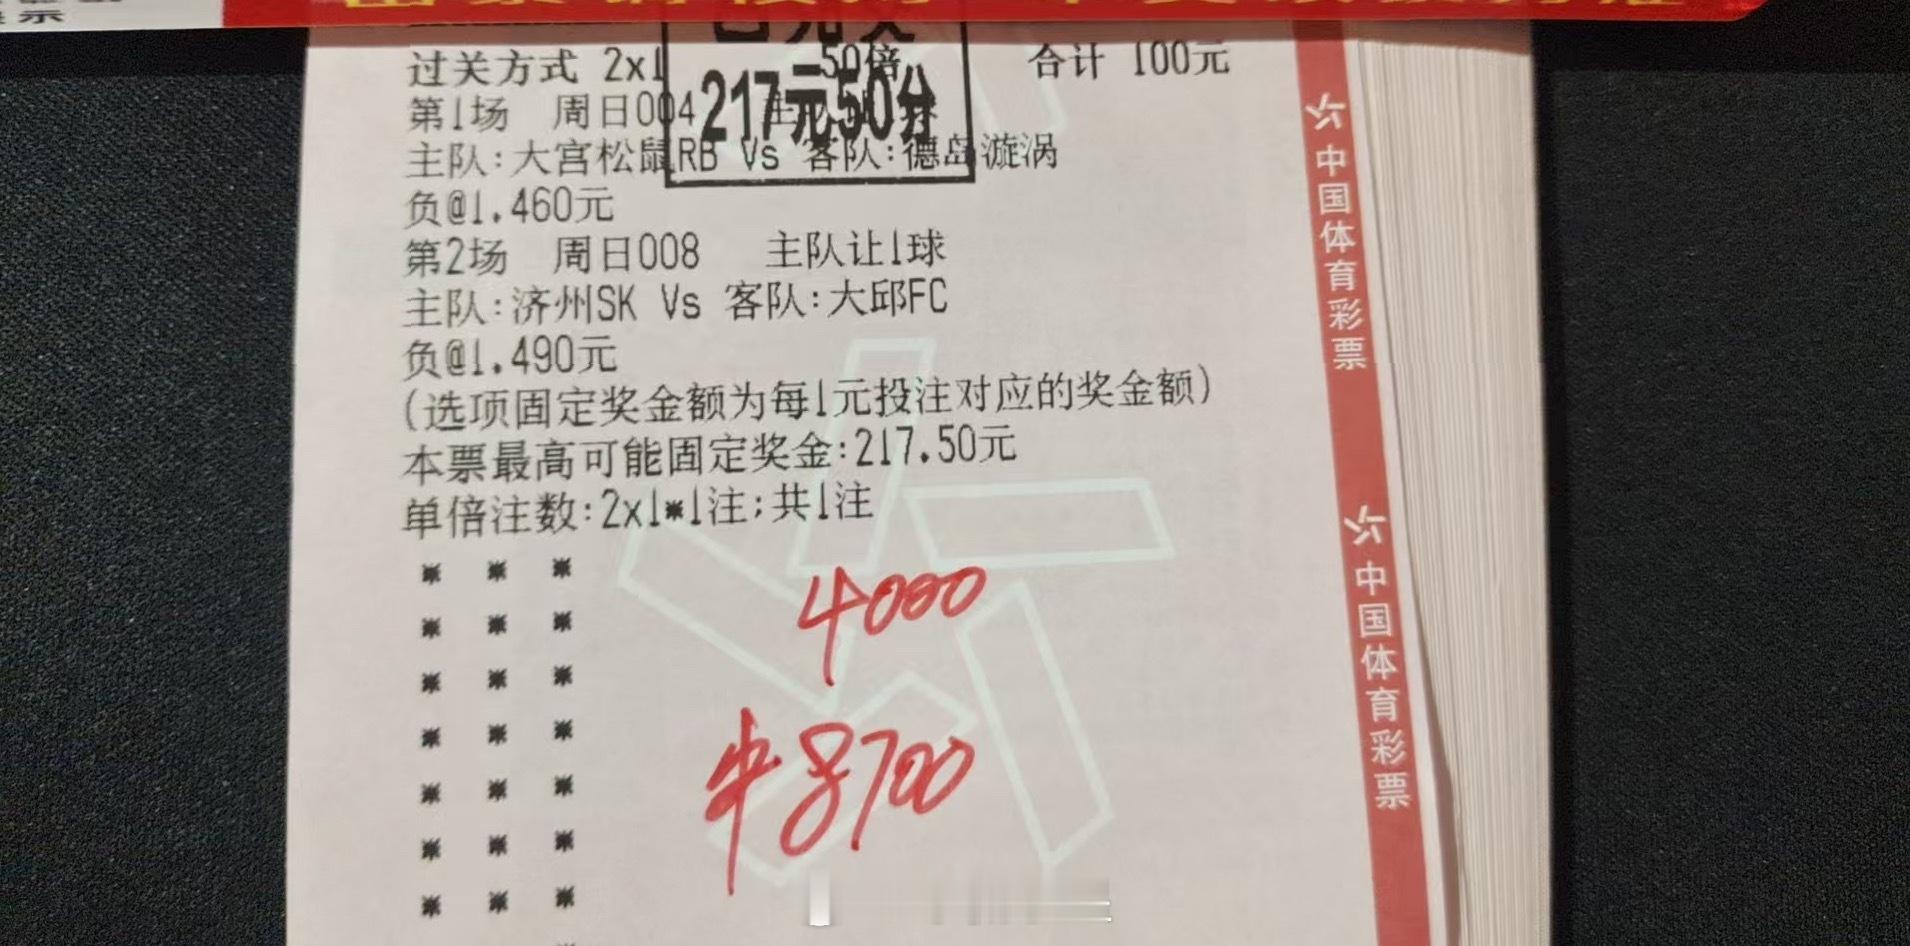 票
过关方式 2x1 50倍 合计 100元
217元50分
第1场 周日004
主队:大宫松鼠RB Vs 客队:德岛漩涡
负@1.460元
第2场 周日008 主队让1球
主队:济州SK Vs 客队:大邱FC
负@1.490元
(选项固定奖金额为每1元投注对应的奖金额)
本票最高可能固定奖金:217.50元
单倍注数:2x1*1注;共1注
4000
中8700
中国体育彩票
中国体育彩票